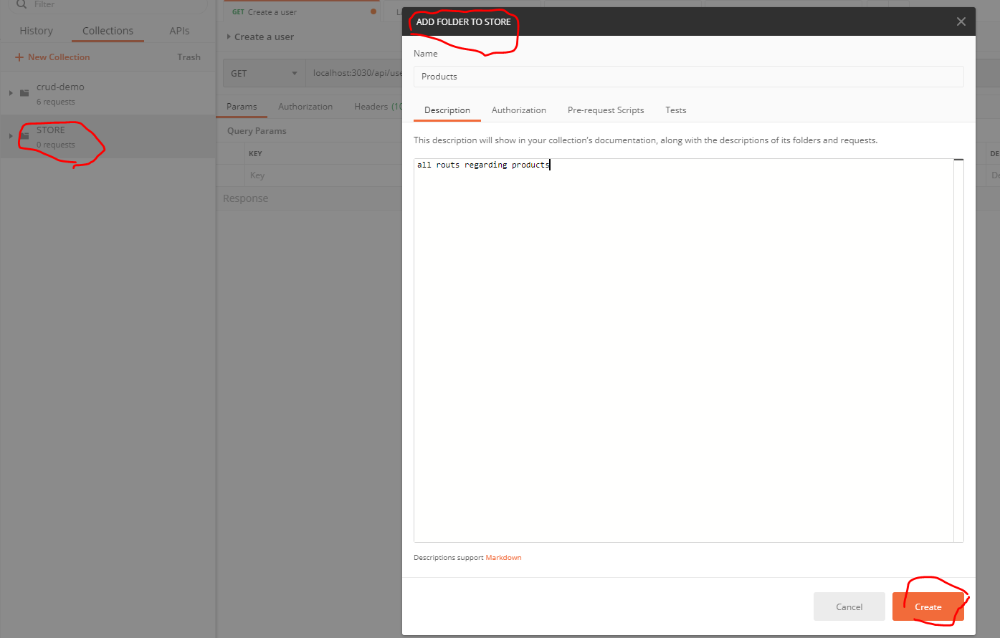 Filter
History Collections APIs
+ New Collection Trash
crud-demo
6 requests
STORE
0 requests
GET Create a user
Create a user
GET localhost:3030/api/use
Params Authorization Headers (10
Query Params
KEY
Key
Response
DE
De
ADD FOLDER TO STORE
Name
Products
Description Authorization Pre-request Scripts Tests
This description will show in your collection's documentation, along with the descriptions of its folders and requests.
all routs regarding products
Descriptions support Markdown
Cancel Create